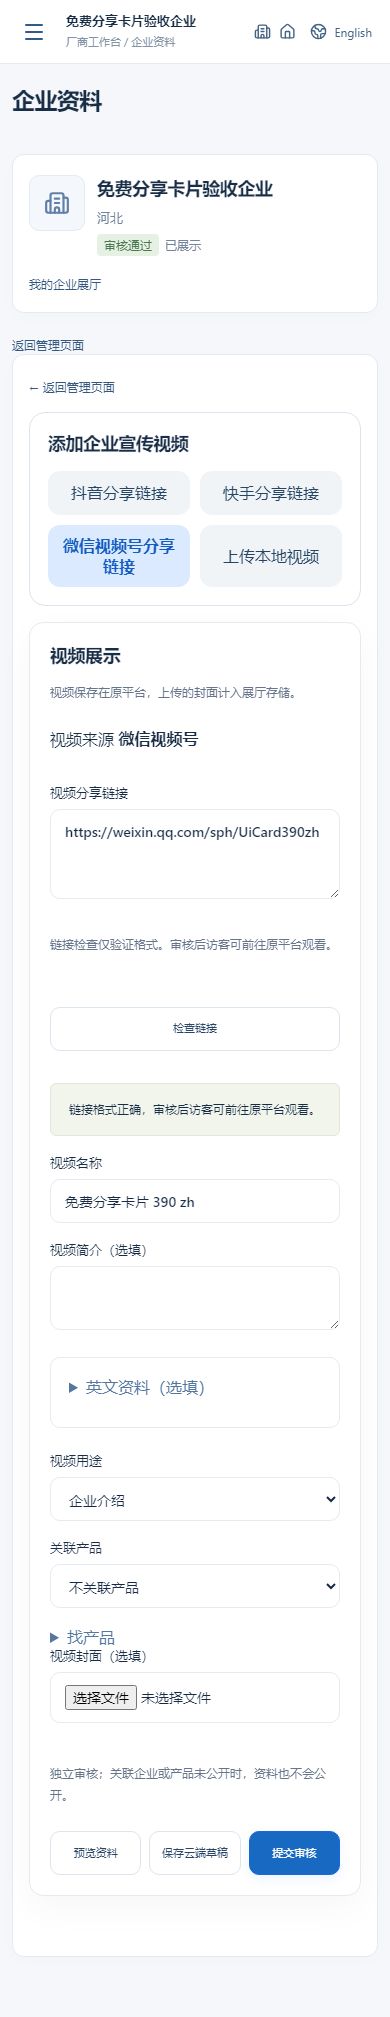 免费分享卡片验收企业
厂商工作台 / 企业资料
English
企业资料
免费分享卡片验收企业
河北
审核通过 已展示
我的企业展厅
返回管理页面
← 返回管理页面
添加企业宣传视频
抖音分享链接
快手分享链接
微信视频号分享
链接
上传本地视频
视频展示
视频保存在原平台，上传的封面计入展厅存储。
视频来源 微信视频号
视频分享链接
https://weixin.qq.com/sph/UiCard390zh
链接检查仅验证格式。审核后访客可前往原平台观看。
检查链接
链接格式正确，审核后访客可前往原平台观看。
视频名称
免费分享卡片 390 zh
视频简介（选填）
▶ 英文资料（选填）
视频用途
企业介绍
关联产品
不关联产品
▶ 找产品
视频封面（选填）
选择文件 未选择文件
独立审核；关联企业或产品未公开时，资料也不会公
开。
预览资料
保存云端草稿
提交审核